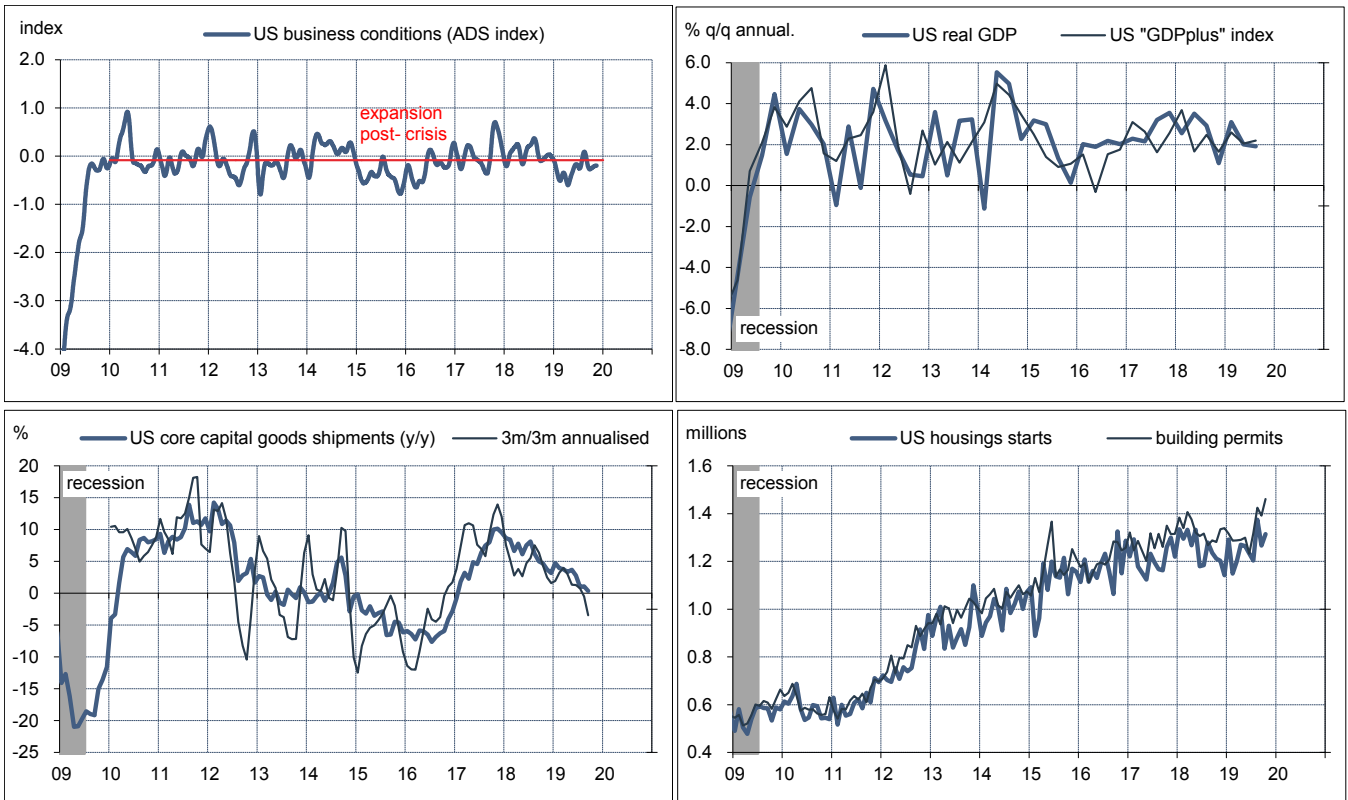 index
US business conditions (ADS index)
2.0
1.0
0.0
-1.0
-2.0
-3.0
-4.0
expansion
post- crisis
09 10 11 12 13 14 15 16 17 18 19 20
% q/q annual.
US real GDP
US "GDPplus" index
6.0
4.0
2.0
0.0
-2.0
-4.0
-6.0
-8.0
recession
09 10 11 12 13 14 15 16 17 18 19 20
%
US core capital goods shipments (y/y)
3m/3m annualised
20
15
10
5
0
-5
-10
-15
-20
-25
recession
09 10 11 12 13 14 15 16 17 18 19 20
millions
US housings starts
building permits
1.6
1.4
1.2
1.0
0.8
0.6
0.4
recession
09 10 11 12 13 14 15 16 17 18 19 20